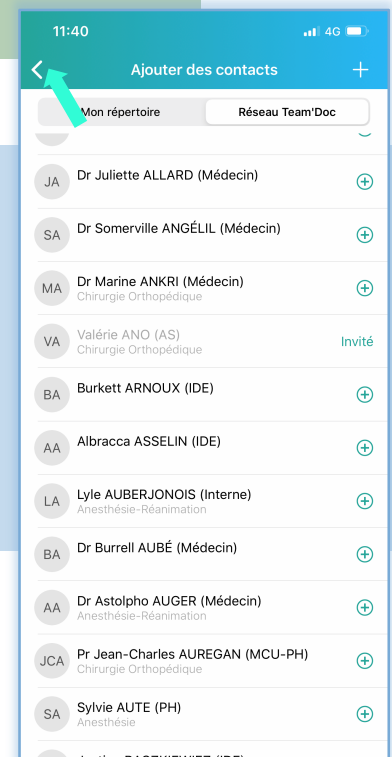 11:40
4G
Ajouter des contacts
Mon répertoire
Réseau Team'Doc
JA
Dr Juliette ALLARD (Médecin)
SA
Dr Somerville ANGÉLIL (Médecin)
MA
Dr Marine ANKRI (Médecin)
Chirurgie Orthopédique
VA
Valérie ANO (AS)
Chirurgie Orthopédique
Invité
BA
Burkett ARNOUX (IDE)
AA
Albracca ASSELIN (IDE)
LA
Lyle AUBERJONOIS (Interne)
Anesthésie-Réanimation
BA
Dr Burrell AUBÉ (Médecin)
AA
Dr Astolpho AUGER (Médecin)
Anesthésie-Réanimation
JCA
Pr Jean-Charles AUREGAN (MCU-PH)
Chirurgie Orthopédique
SA
Sylvie AUTE (PH)
Anesthésie